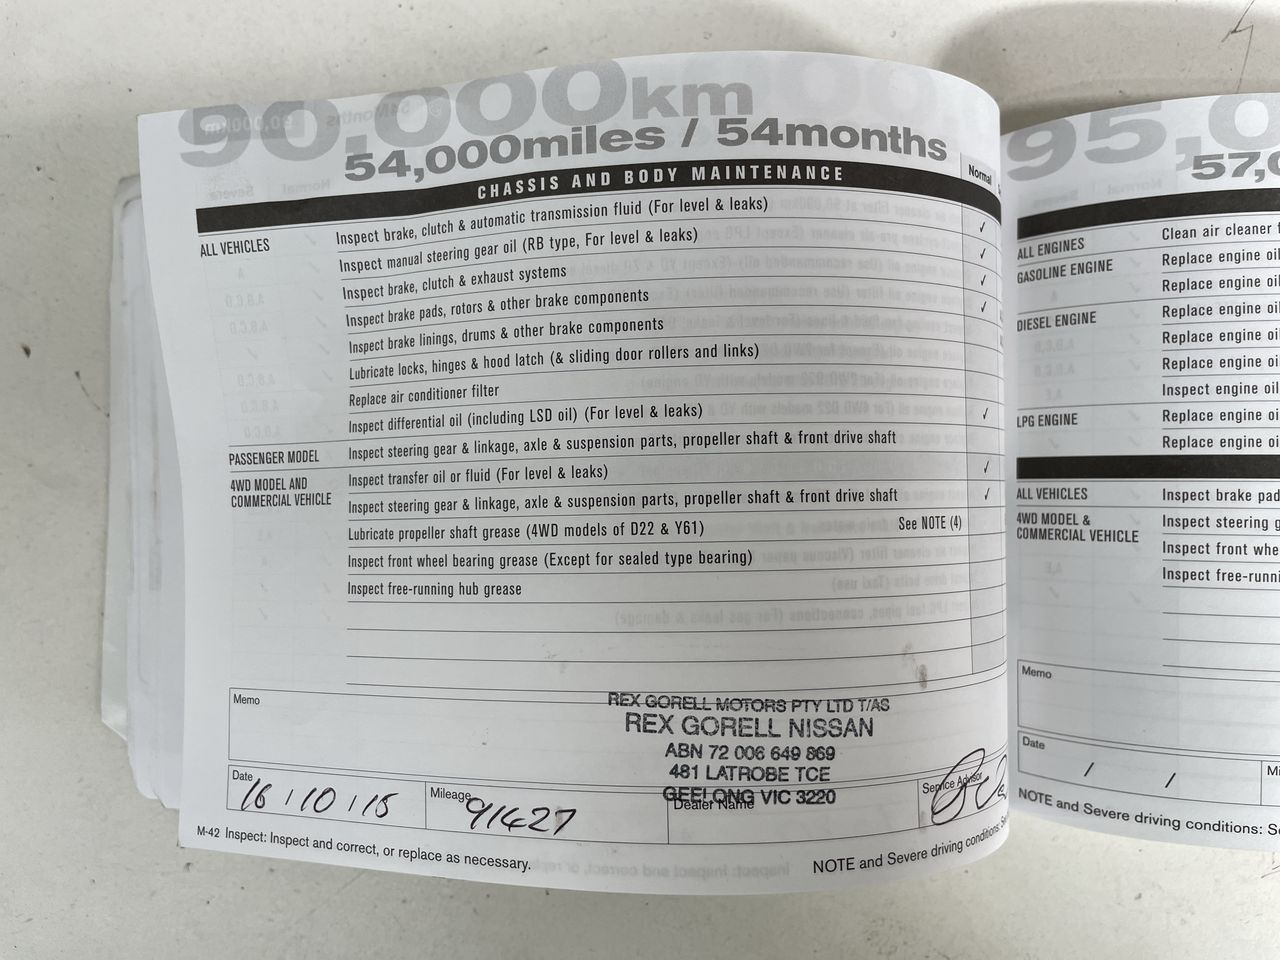 90,000km
54,000miles / 54months
CHASSIS AND BODY MAINTENANCE
Normal
ALL VEHICLES
Inspect brake, clutch & automatic transmission fluid (For level & leaks) ✓
Inspect manual steering gear oil (RB type, For level & leaks) ✓
Inspect brake, clutch & exhaust systems ✓
Inspect brake pads, rotors & other brake components ✓
Inspect brake linings, drums & other brake components
Lubricate locks, hinges & hood latch (& sliding door rollers and links)
Replace air conditioner filter
Inspect differential oil (including LSD oil) (For level & leaks) ✓
PASSENGER MODEL
Inspect steering gear & linkage, axle & suspension parts, propeller shaft & front drive shaft
4WD MODEL AND
COMMERCIAL VEHICLE
Inspect transfer oil or fluid (For level & leaks) ✓
Inspect steering gear & linkage, axle & suspension parts, propeller shaft & front drive shaft ✓
Lubricate propeller shaft grease (4WD models of D22 & Y61) See NOTE (4)
Inspect front wheel bearing grease (Except for sealed type bearing)
Inspect free-running hub grease
Memo
REX GORELL MOTORS PTY LTD T/AS
REX GORELL NISSAN
ABN 72 006 649 869
481 LATROBE TCE
GEELONG VIC 3220
Date
16/10/15
Mileage
91427
Dealer Name
Service Advisor
M-42 Inspect: Inspect and correct, or replace as necessary.
NOTE and Severe driving conditions:
95,0
57,0
ALL ENGINES
Clean air cleaner f
GASOLINE ENGINE
Replace engine oil
Replace engine oil
DIESEL ENGINE
Replace engine oil
Replace engine oil
Replace engine oil
Inspect engine oil
LPG ENGINE
Replace engine oi
Replace engine oi
ALL VEHICLES
Inspect brake pad
4WD MODEL &
COMMERCIAL VEHICLE
Inspect steering g
Inspect front whe
Inspect free-runni
Memo
Date
/ /
Mi
NOTE and Severe driving conditions: S